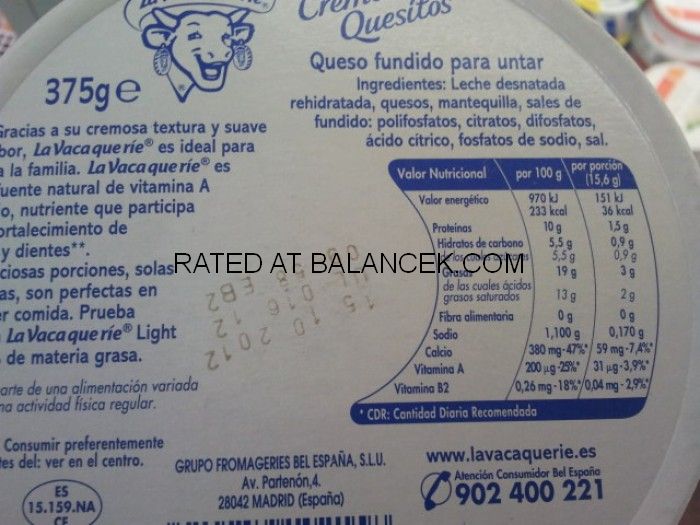 Quesitos
375g e
Queso fundido para untar
Ingredientes: Leche desnatada
rehidratada, quesos, mantequilla, sales de
fundido: polifosfatos, citratos, difosfatos,
ácido cítrico, fosfatos de sodio, sal.
Gracias a su cremosa textura y suave
La Vaca que ríe® es ideal para
a la familia. La Vaca que ríe® es
natural de vitamina A
nutriente que participa
de
y dientes**.
porciones, solas
son perfectas en
comida. Prueba
La Vaca que ríe® Light
de materia grasa.
de una alimentación variada
actividad física regular.
Consumir preferentemente
del: ver en el centro.
ES
15.159.NA
CE
Valor Nutricional por 100 g por porción (15,6 g)
Valor energético 970 kJ 151 kJ
233 kcal 36 kcal
Proteínas 10 g 1,5 g
Hidratos de carbono 5,5 g 0,9 g
de los cuales azúcares 5,5 g 0,9 g
Grasas 19 g 3 g
de las cuales ácidos
grasos saturados 13 g 2 g
Fibra alimentaria 0 g 0 g
Sodio 1,100 g 0,170 g
Calcio 380 mg-47%* 59 mg-7,4%*
Vitamina A 200 µg-25%* 31 µg-3,9%*
Vitamina B2 0,26 mg-18%* 0,04 mg-2,9%*
* CDR: Cantidad Diaria Recomendada
RATED AT BALANCEK.COM
15 10 2012
EB2
GRUPO FROMAGERIES BEL ESPAÑA, S.L.U.
Av. Partenón,4.
28042 MADRID (España)
www.lavacaquerie.es
Atención Consumidor Bel España
902 400 221